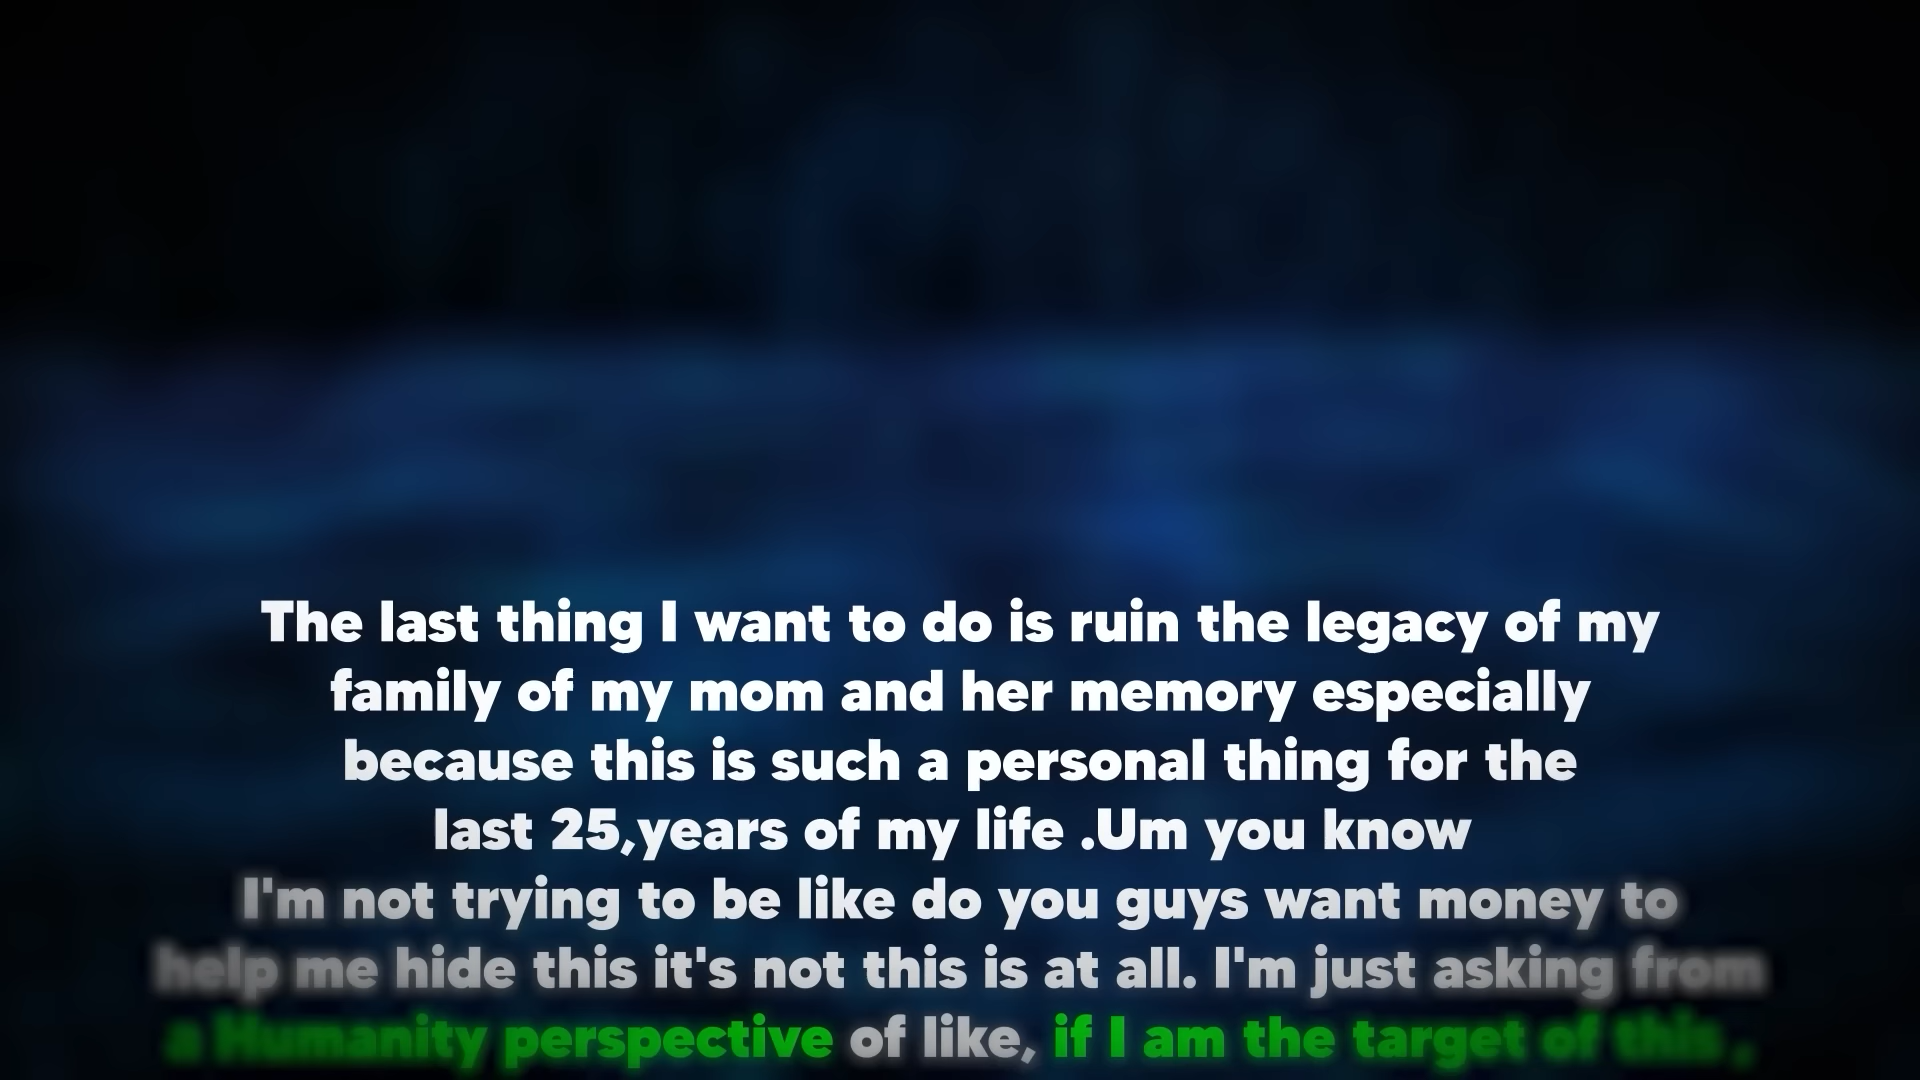 The last thing I want to do is ruin the legacy of my
family of my mom and her memory especially
because this is such a personal thing for the
last 25,years of my life .Um you know
I'm not trying to be like do you guys want money to
help me hide this it's not this is at all. I'm just asking from
a Humanity perspective of like, if I am the target of this ,